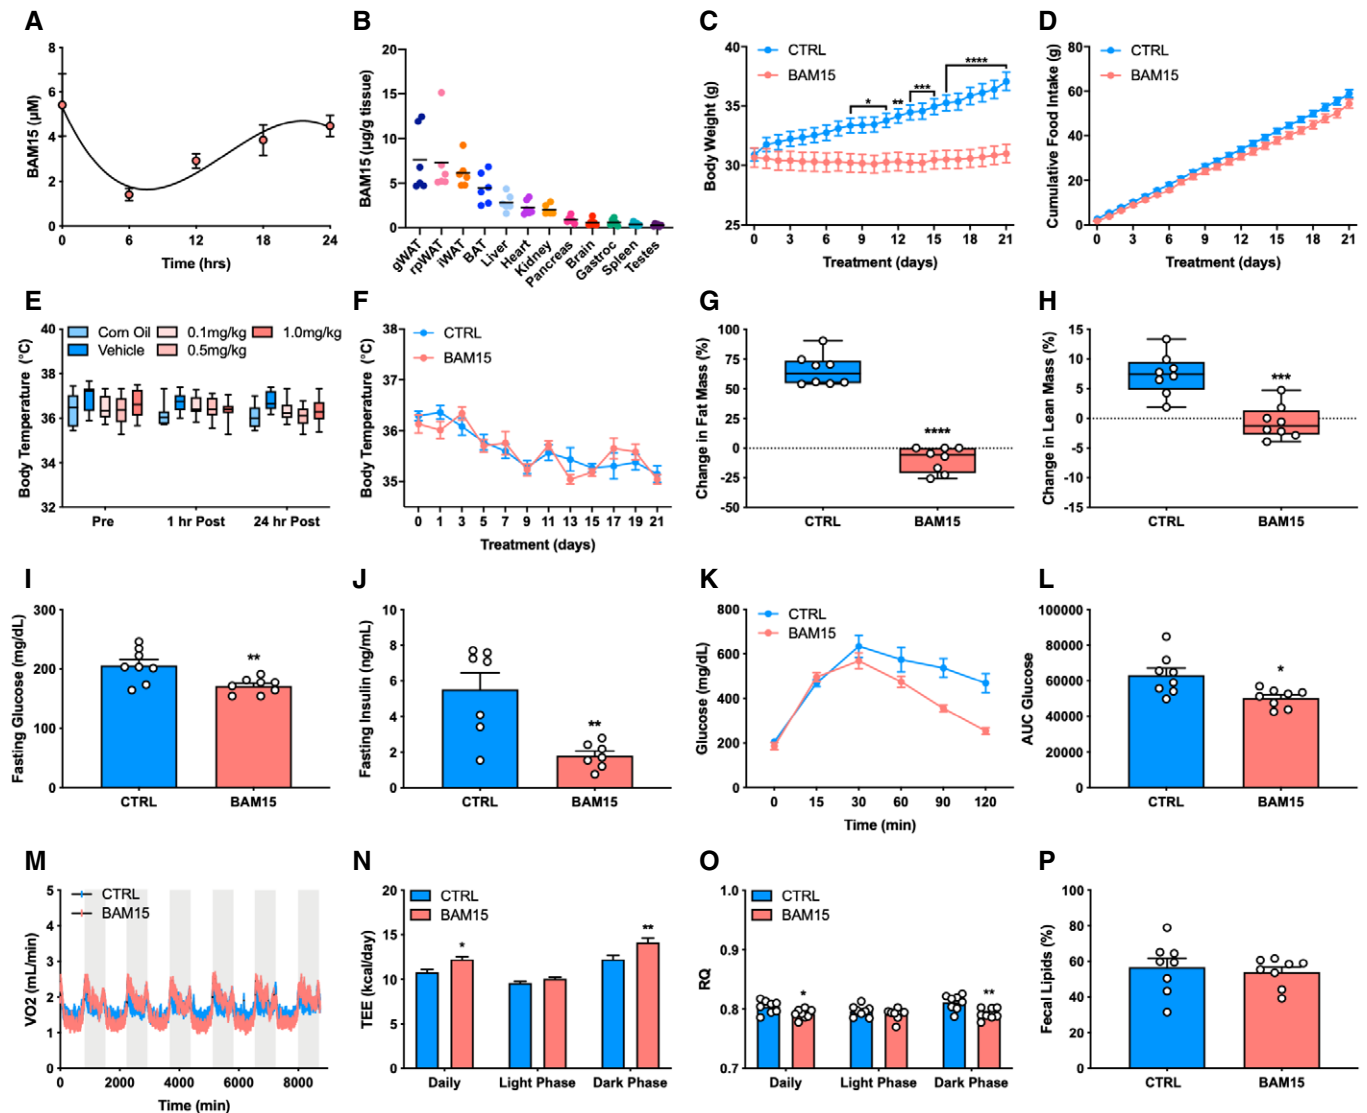 A
BAM15 (µM)
8
6
4
2
0
0 6 12 18 24
Time (hrs)
B
BAM15 (µg/g tissue)
20
15
10
5
0
gWAT rpWAT iWAT BAT Liver Heart Kidney Pancreas Brain Gastroc Spleen Testes
C
CTRL
BAM15
Body Weight (g)
40
35
30
25
* ** *** ****
0 3 6 9 12 15 18 21
Treatment (days)
D
CTRL
BAM15
Cumulative Food Intake (g)
80
60
40
20
0
0 3 6 9 12 15 18 21
Treatment (days)
E
Corn Oil 0.1mg/kg 1.0mg/kg
Vehicle 0.5mg/kg
Body Temperature (°C)
40
38
36
34
32
Pre 1 hr Post 24 hr Post
F
CTRL
BAM15
Body Temperature (°C)
38
37
36
35
0 1 3 5 7 9 11 13 15 17 19 21
Treatment (days)
G
Change in Fat Mass (%)
100
75
50
25
0
-25
-50
****
CTRL BAM15
H
Change in Lean Mass (%)
15
10
5
0
-5
-10
-15
***
CTRL BAM15
I
Fasting Glucose (mg/dL)
300
200
100
0
**
CTRL BAM15
J
Fasting Insulin (ng/mL)
10
8
6
4
2
0
**
CTRL BAM15
K
CTRL
BAM15
Glucose (mg/dL)
800
600
400
200
0
0 15 30 60 90 120
Time (min)
L
AUC Glucose
100000
80000
60000
40000
20000
0
*
CTRL BAM15
M
CTRL
BAM15
VO2 (mL/min)
5
4
3
2
1
0
0 2000 4000 6000 8000
Time (min)
N
CTRL
BAM15
TEE (kcal/day)
20
15
10
5
0
* **
Daily Light Phase Dark Phase
O
CTRL
BAM15
RQ
1.0
0.9
0.8
0.7
* **
Daily Light Phase Dark Phase
P
Fecal Lipids (%)
100
80
60
40
20
0
CTRL BAM15